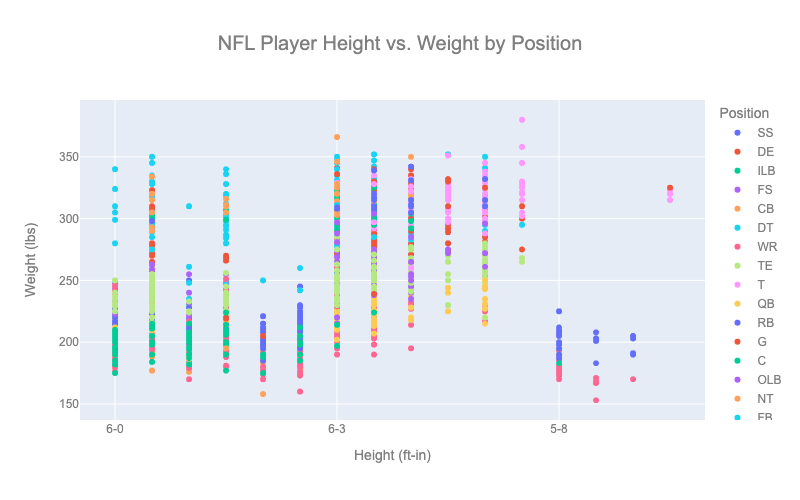 NFL Player Height vs. Weight by Position
Position
SS
DE
ILB
FS
CB
DT
WR
TE
T
QB
RB
G
C
OLB
NT
FB
350
300
250
200
150
Weight (lbs)
6-0
6-3
5-8
Height (ft-in)